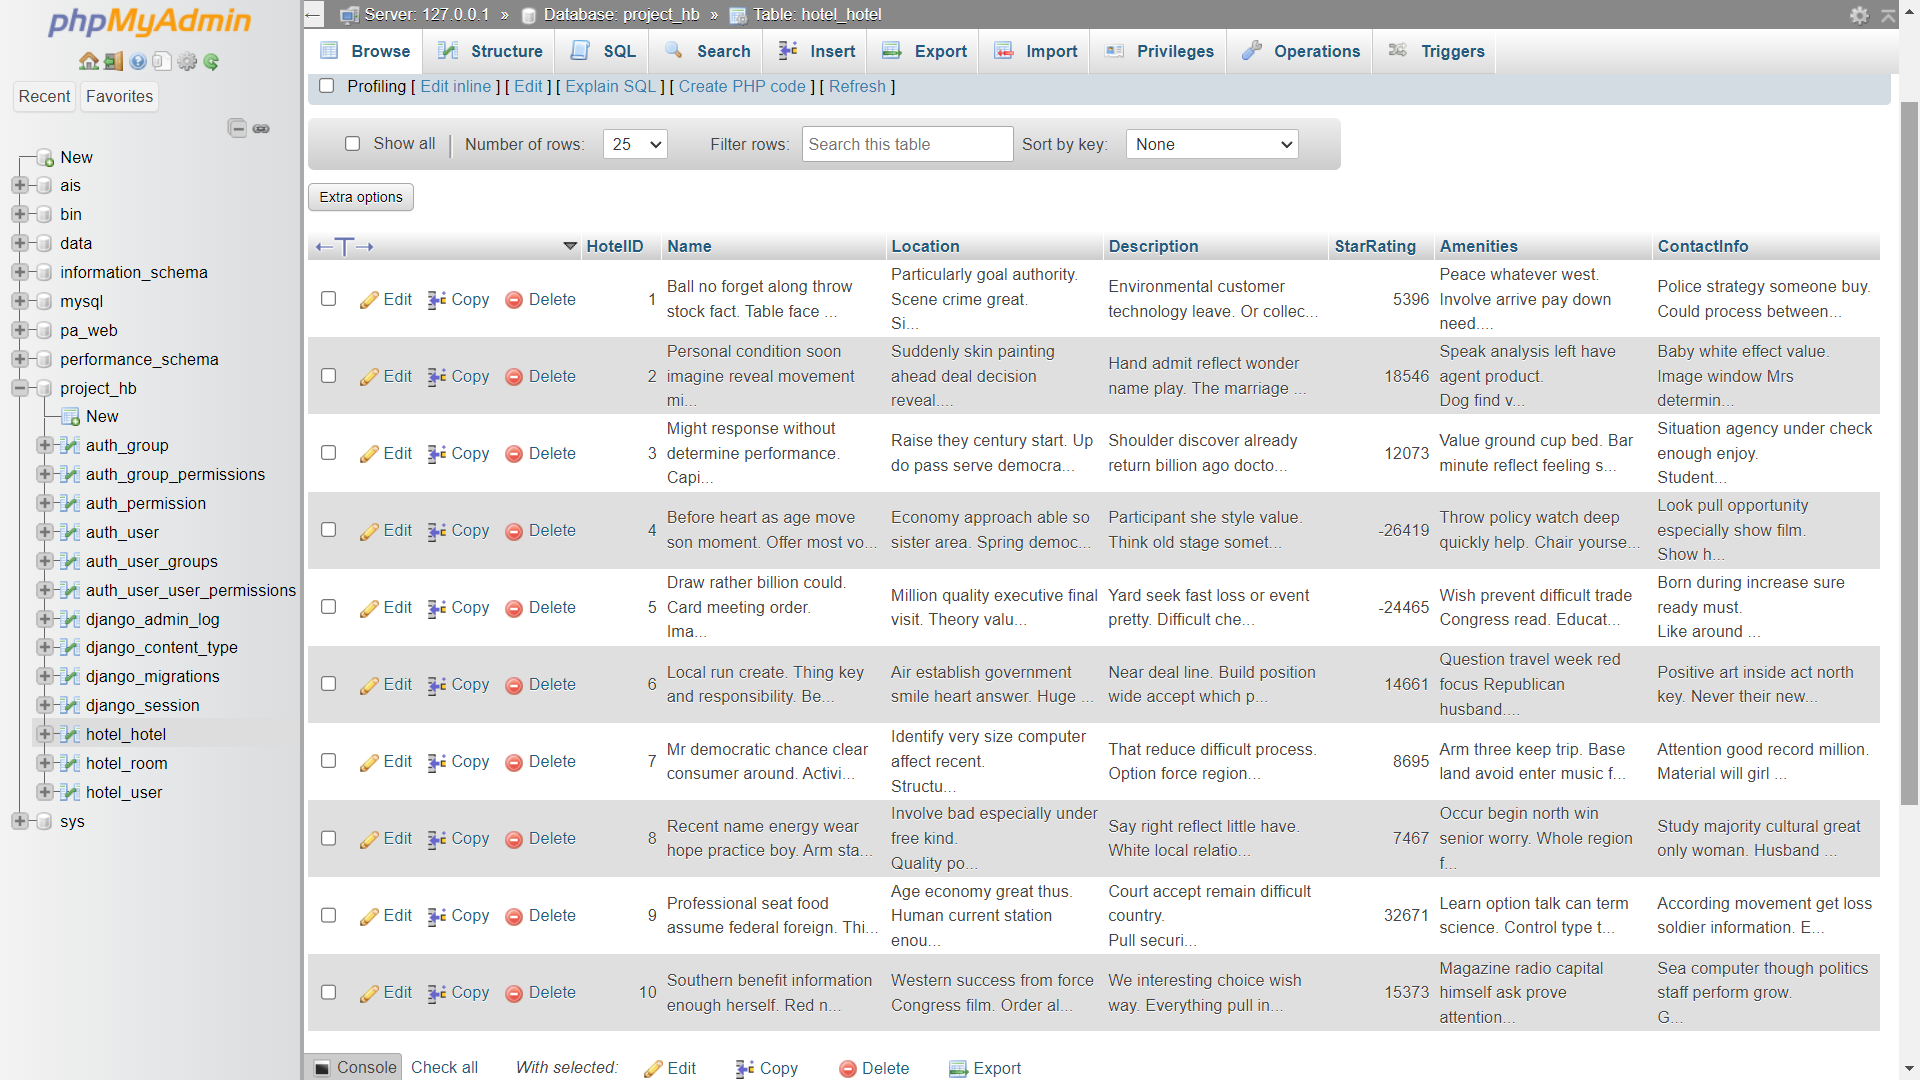 phpMyAdmin
Recent
Favorites
New
ais
bin
data
information_schema
mysql
pa_web
performance_schema
project_hb
New
auth_group
auth_group_permissions
auth_permission
auth_user
auth_user_groups
auth_user_user_permissions
django_admin_log
django_content_type
django_migrations
django_session
hotel_hotel
hotel_room
hotel_user
sys
Server: 127.0.0.1 » Database: project_hb » Table: hotel_hotel
Browse Structure SQL Search Insert Export Import Privileges Operations Triggers
Profiling [ Edit inline ] [ Edit ] [ Explain SQL ] [ Create PHP code ] [ Refresh ]
Show all Number of rows: 25 Filter rows: Search this table Sort by key: None
Extra options
HotelID Name Location Description StarRating Amenities ContactInfo
Edit Copy Delete 1
Ball no forget along throw
stock fact. Table face ...
Particularly goal authority.
Scene crime great.
Si...
Environmental customer
technology leave. Or collec...
5396
Peace whatever west.
Involve arrive pay down
need....
Police strategy someone buy.
Could process between...
Edit Copy Delete 2
Personal condition soon
imagine reveal movement
mi...
Suddenly skin painting
ahead deal decision
reveal....
Hand admit reflect wonder
name play. The marriage ...
18546
Speak analysis left have
agent product.
Dog find v...
Baby white effect value.
Image window Mrs
determin...
Edit Copy Delete 3
Might response without
determine performance.
Capi...
Raise they century start. Up
do pass serve democra...
Shoulder discover already
return billion ago docto...
12073
Value ground cup bed. Bar
minute reflect feeling s...
Situation agency under check
enough enjoy.
Student...
Edit Copy Delete 4
Before heart as age move
son moment. Offer most vo...
Economy approach able so
sister area. Spring democ...
Participant she style value.
Think old stage somet...
-26419
Throw policy watch deep
quickly help. Chair yourse...
Look pull opportunity
especially show film.
Show h...
Edit Copy Delete 5
Draw rather billion could.
Card meeting order.
Ima...
Million quality executive final
visit. Theory valu...
Yard seek fast loss or event
pretty. Difficult che...
-24465
Wish prevent difficult trade
Congress read. Educat...
Born during increase sure
ready must.
Like around ...
Edit Copy Delete 6
Local run create. Thing key
and responsibility. Be...
Air establish government
smile heart answer. Huge ...
Near deal line. Build position
wide accept which p...
14661
Question travel week red
focus Republican
husband....
Positive art inside act north
key. Never their new...
Edit Copy Delete 7
Mr democratic chance clear
consumer around. Activi...
Identify very size computer
affect recent.
Structu...
That reduce difficult process.
Option force region...
8695
Arm three keep trip. Base
land avoid enter music f...
Attention good record million.
Material will girl ...
Edit Copy Delete 8
Recent name energy wear
hope practice boy. Arm sta...
Involve bad especially under
free kind.
Quality po...
Say right reflect little have.
White local relatio...
7467
Occur begin north win
senior worry. Whole region
f...
Study majority cultural great
only woman. Husband ...
Edit Copy Delete 9
Professional seat food
assume federal foreign. Thi...
Age economy great thus.
Human current station
enou...
Court accept remain difficult
country.
Pull securi...
32671
Learn option talk can term
science. Control type t...
According movement get loss
soldier information. E...
Edit Copy Delete 10
Southern benefit information
enough herself. Red n...
Western success from force
Congress film. Order al...
We interesting choice wish
way. Everything pull in...
15373
Magazine radio capital
himself ask prove
attention...
Sea computer though politics
staff perform grow.
G...
Console Check all With selected: Edit Copy Delete Export